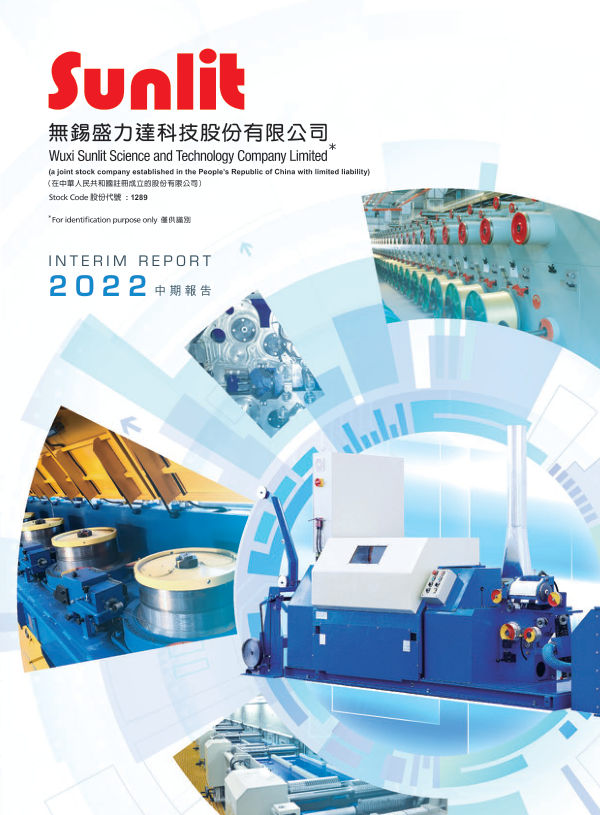 Sunlit
無錫盛力達科技股份有限公司
Wuxi Sunlit Science and Technology Company Limited*
(a joint stock company established in the People's Republic of China with limited liability)
(在中華人民共和國註冊成立的股份有限公司)
Stock Code 股份代號 : 1289
*For identification purpose only 僅供識別
INTERIM REPORT
2022 中期報告